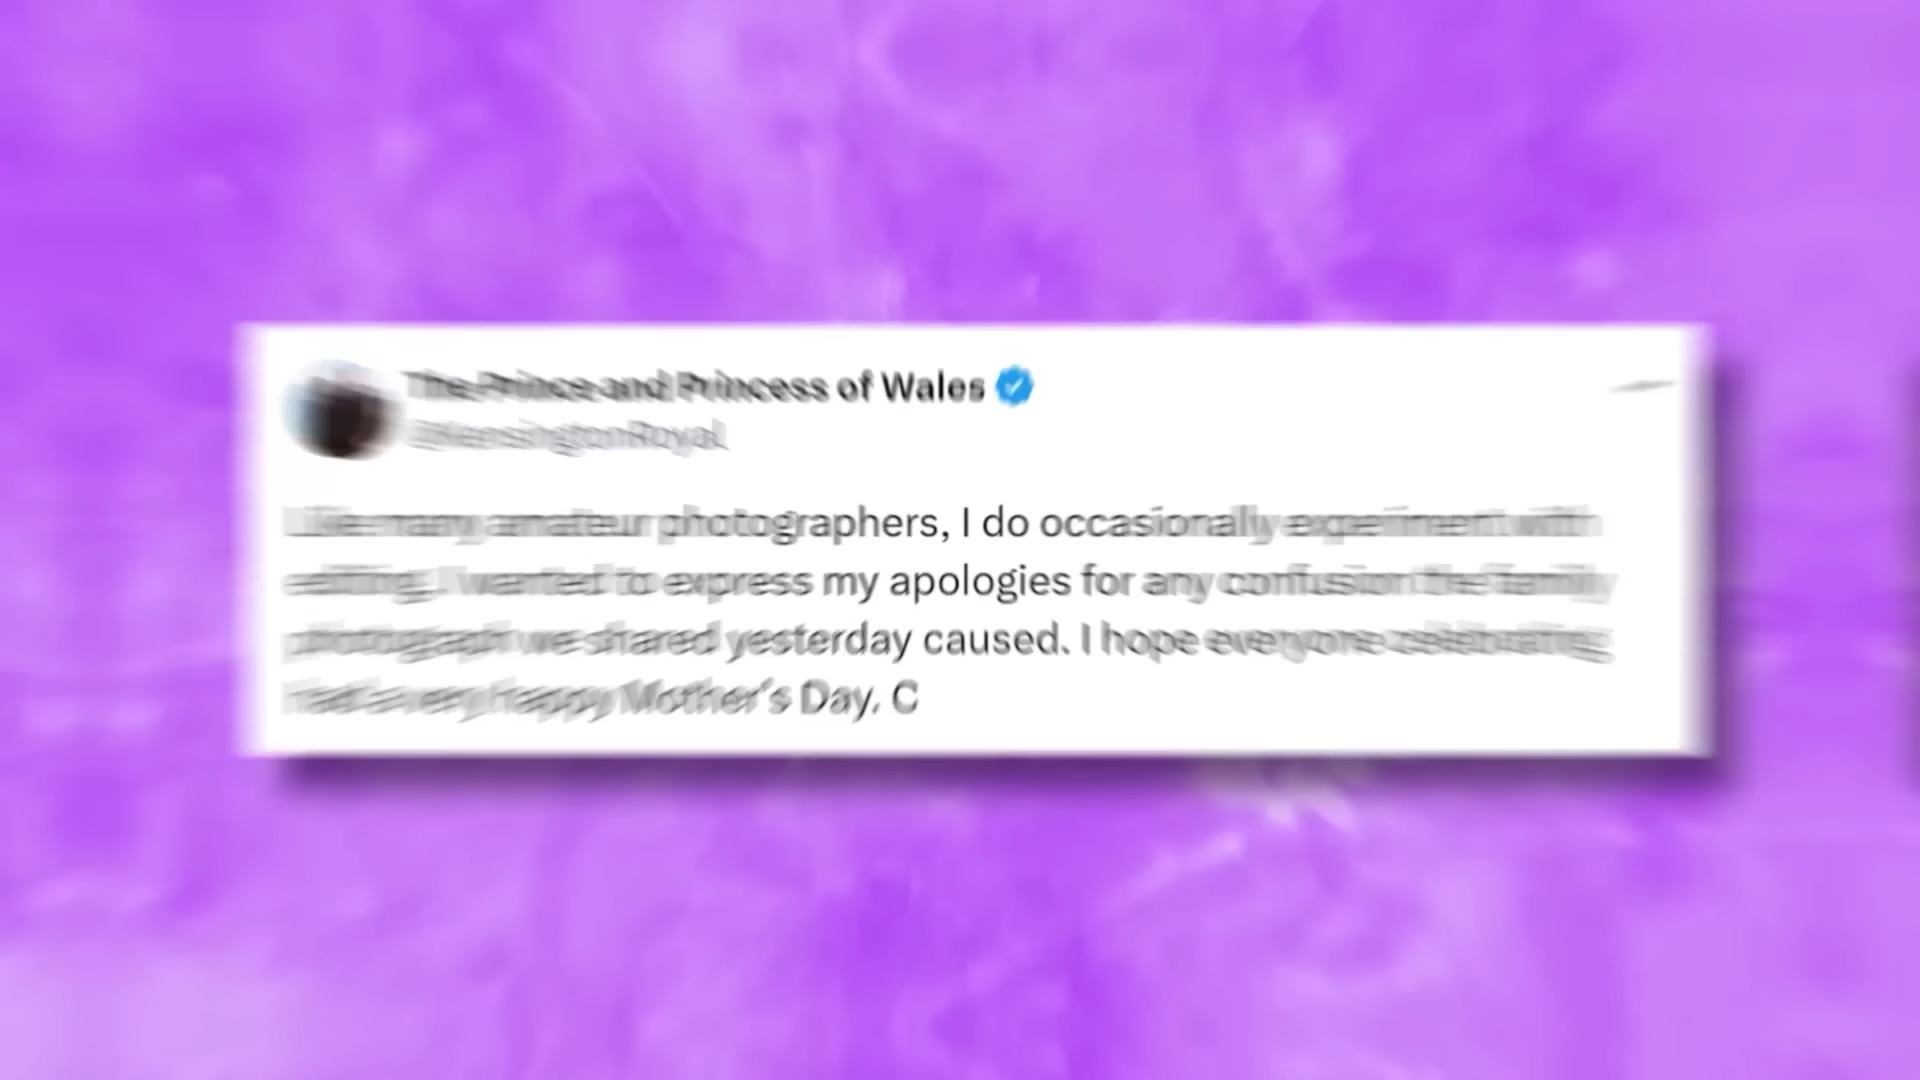 The Prince and Princess of Wales
@KensingtonRoyal
Like many amateur photographers, I do occasionally experiment with
editing. I wanted to express my apologies for any confusion the family
photograph we shared yesterday caused. I hope everyone celebrating
had a very happy Mother's Day. C